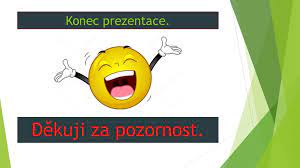 Konec prezentace.
Děkuji za pozornost.